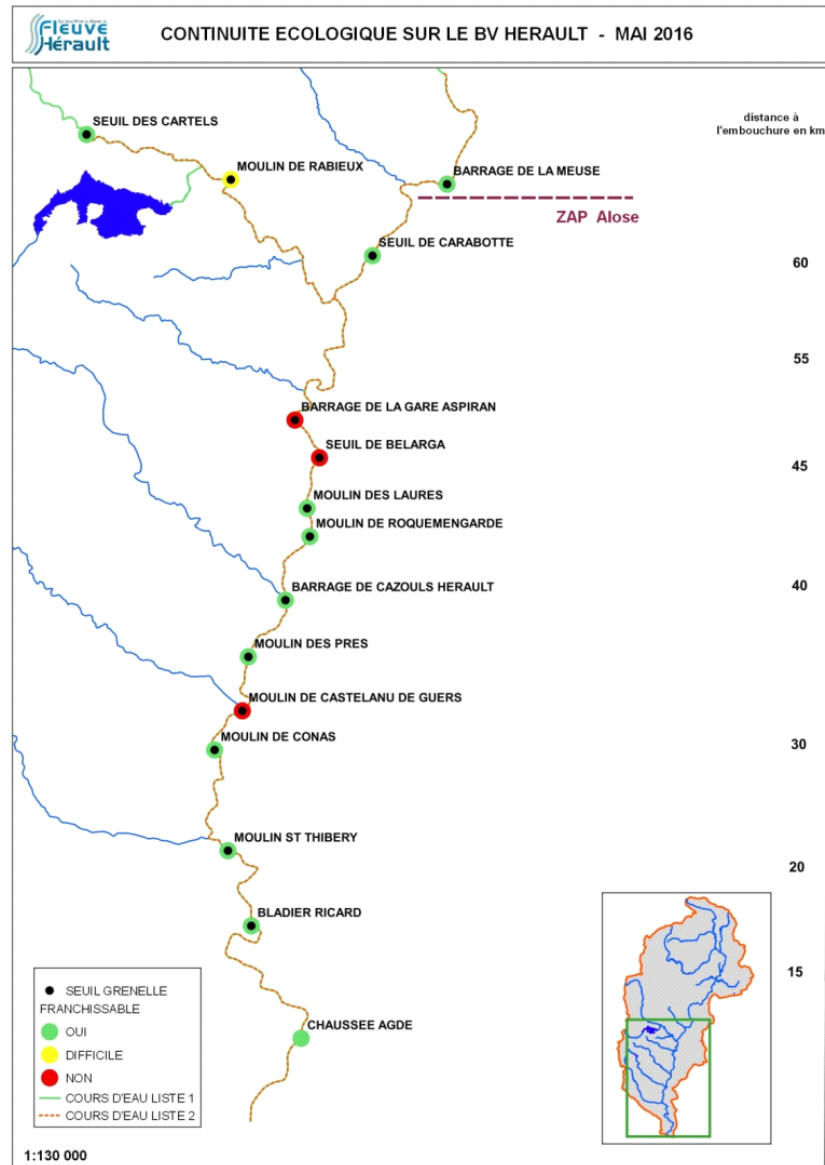 Fleuve
Hérault
CONTINUITE ECOLOGIQUE SUR LE BV HERAULT - MAI 2016
distance à
l'embouchure en km
SEUIL DES CARTELS
MOULIN DE RABIEUX
BARRAGE DE LA MEUSE
ZAP Alose
SEUIL DE CARABOTTE
60
55
BARRAGE DE LA GARE ASPIRAN
SEUIL DE BELARGA
45
MOULIN DES LAURES
MOULIN DE ROQUEMENGARDE
BARRAGE DE CAZOULS HERAULT
40
MOULIN DES PRES
MOULIN DE CASTELANU DE GUERS
MOULIN DE CONAS
30
MOULIN ST THIBERY
20
BLADIER RICARD
15
CHAUSSEE AGDE
SEUIL GRENELLE
FRANCHISSABLE
OUI
DIFFICILE
NON
COURS D'EAU LISTE 1
COURS D'EAU LISTE 2
1:130 000